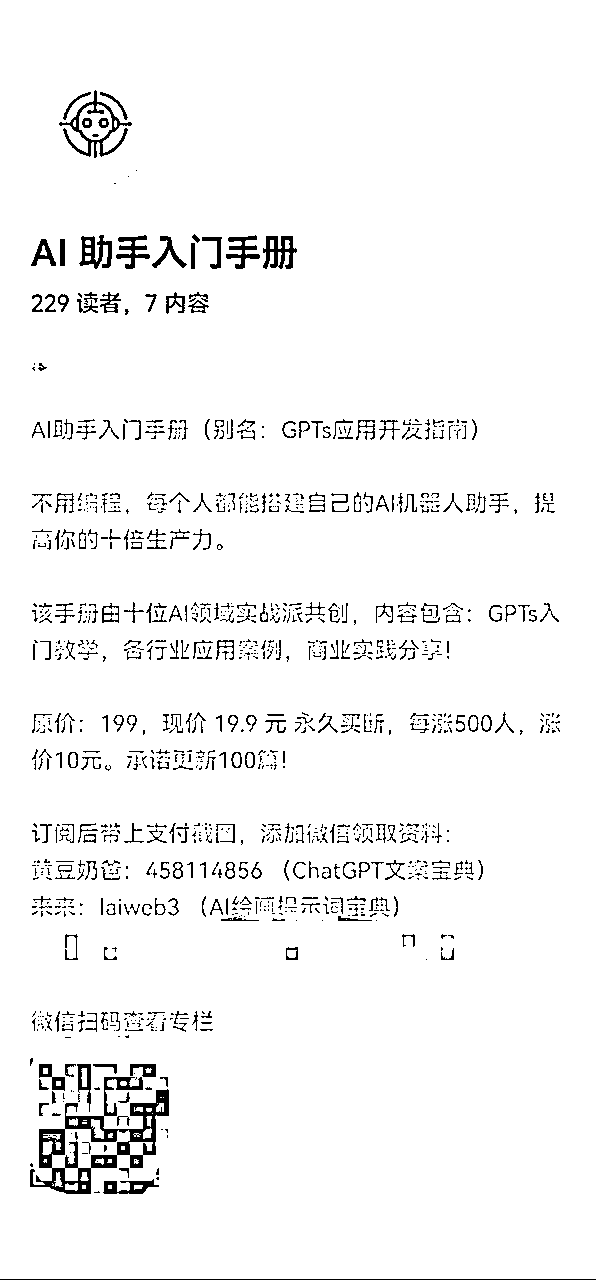 AI 助手入门手册
229 读者，7 内容
AI助手入门手册（别名：GPTs应用开发指南）
不用编程，每个人都能搭建自己的AI机器人助手，提
高你的十倍生产力。
该手册由十位AI领域实战派共创，内容包含：GPTs入
门教学，各行业应用案例，商业实践分享！
原价：199，现价 19.9 元 永久买断，每涨500人，涨
价10元。承诺更新100篇！
订阅后带上支付截图，添加微信领取资料：
黄豆奶爸：458114856 （ChatGPT文案宝典）
来来：laiweb3 （AI绘画提示词宝典）
微信扫码查看专栏